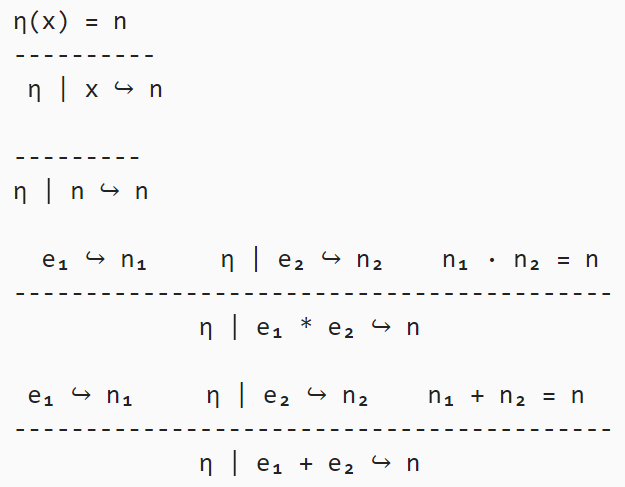 η(x) = n
----------
η | x ↪ n
---------
η | n ↪ n
e₁ ↪ n₁     η | e₂ ↪ n₂    n₁ · n₂ = n
------------------------------------------
η | e₁ * e₂ ↪ n
e₁ ↪ n₁     η | e₂ ↪ n₂   n₁ + n₂ = n
------------------------------------------
η | e₁ + e₂ ↪ n